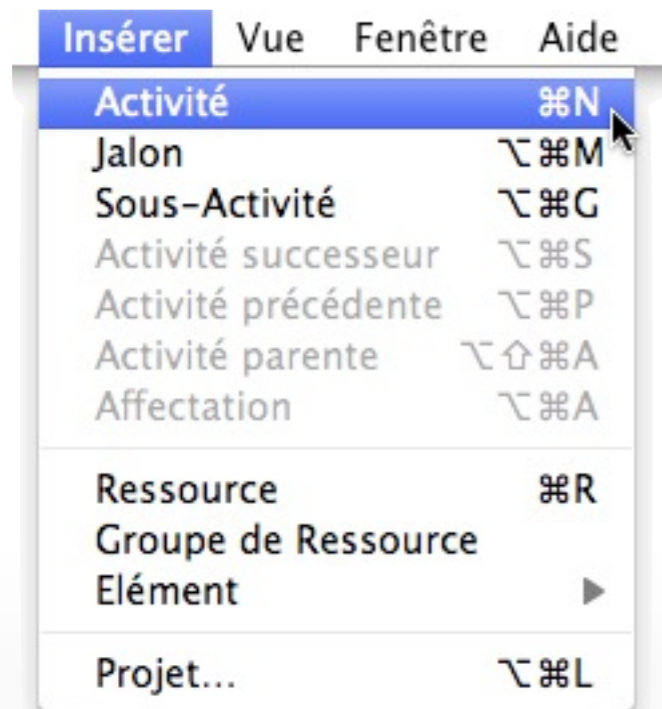 Insérer Vue Fenêtre Aide
Activité ⌘N
Jalon ⌥⌘M
Sous-Activité ⌥⌘G
Activité successeur ⌥⌘S
Activité précédente ⌥⌘P
Activité parente ⌥⇧⌘A
Affectation ⌥⌘A
Ressource ⌘R
Groupe de Ressource
Elément ▶
Projet... ⌥⌘L